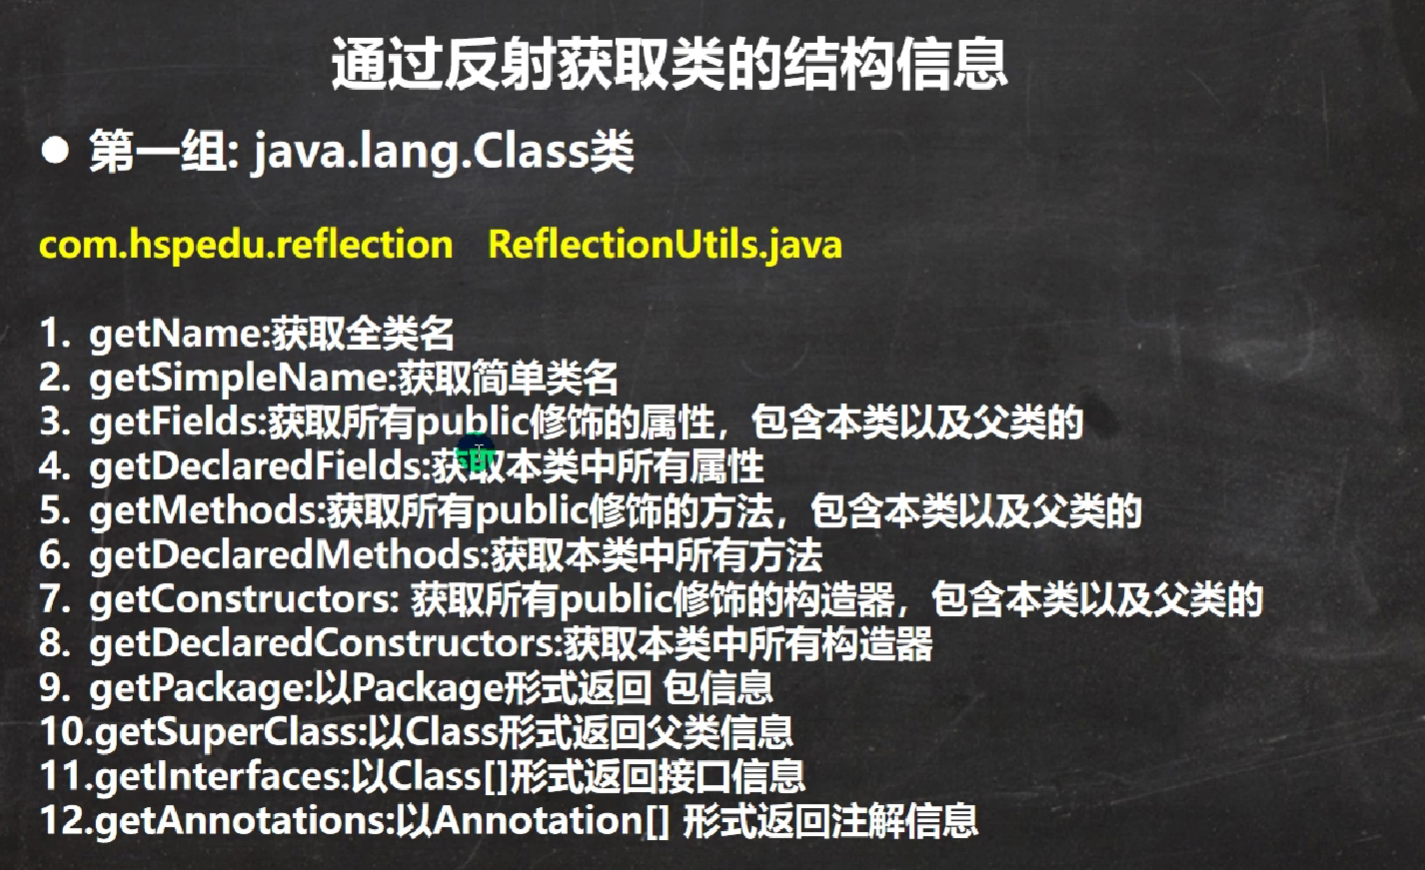 通过反射获取类的结构信息
● 第一组: java.lang.Class类
com.hspedu.reflection ReflectionUtils.java
1. getName:获取全类名
2. getSimpleName:获取简单类名
3. getFields:获取所有public修饰的属性，包含本类以及父类的
4. getDeclaredFields:获取本类中所有属性
5. getMethods:获取所有public修饰的方法，包含本类以及父类的
6. getDeclaredMethods:获取本类中所有方法
7. getConstructors: 获取所有public修饰的构造器，包含本类以及父类的
8. getDeclaredConstructors:获取本类中所有构造器
9. getPackage:以Package形式返回 包信息
10.getSuperClass:以Class形式返回父类信息
11.getInterfaces:以Class[]形式返回接口信息
12.getAnnotations:以Annotation[] 形式返回注解信息